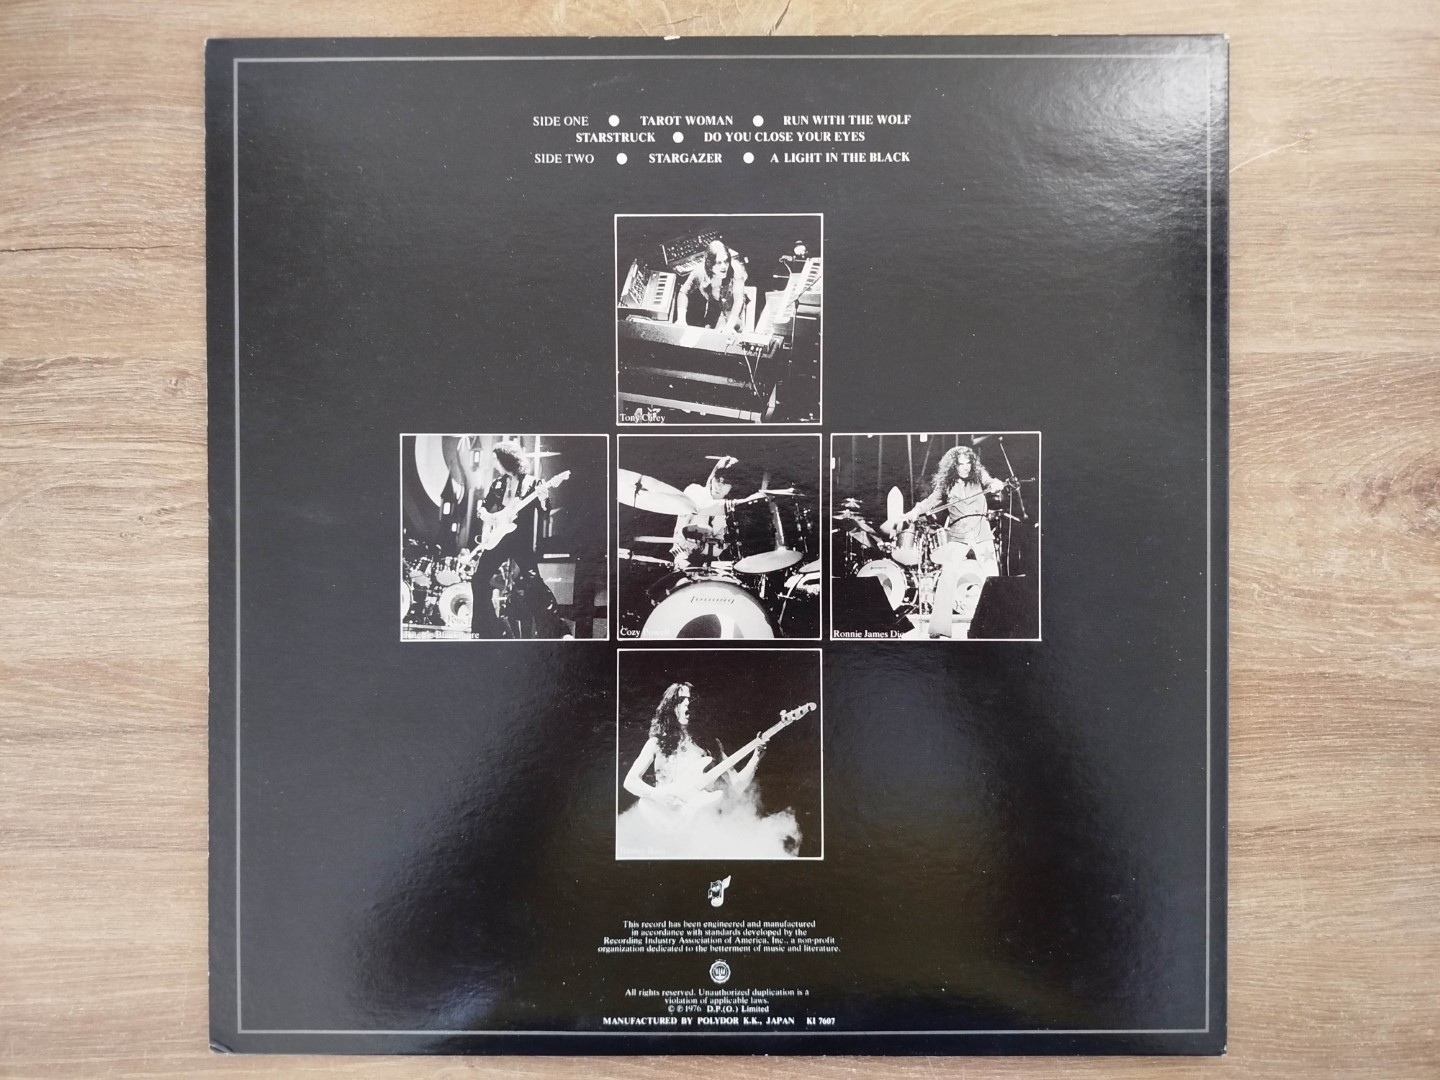 SIDE ONE ● TAROT WOMAN ● RUN WITH THE WOLF
STARSTRUCK ● DO YOU CLOSE YOUR EYES
SIDE TWO ● STARGAZER ● A LIGHT IN THE BLACK
Tony Carey
Cozy
Ronnie James Dio
This record has been engineered and manufactured
in accordance with standards developed by the
Recording Industry Association of America, Inc., a non-profit
organization dedicated to the betterment of music and literature.
All rights reserved. Unauthorized duplication is a
violation of applicable laws.
© ℗ 1976 D.P.(O.) Limited
MANUFACTURED BY POLYDOR K.K., JAPAN KI 7607